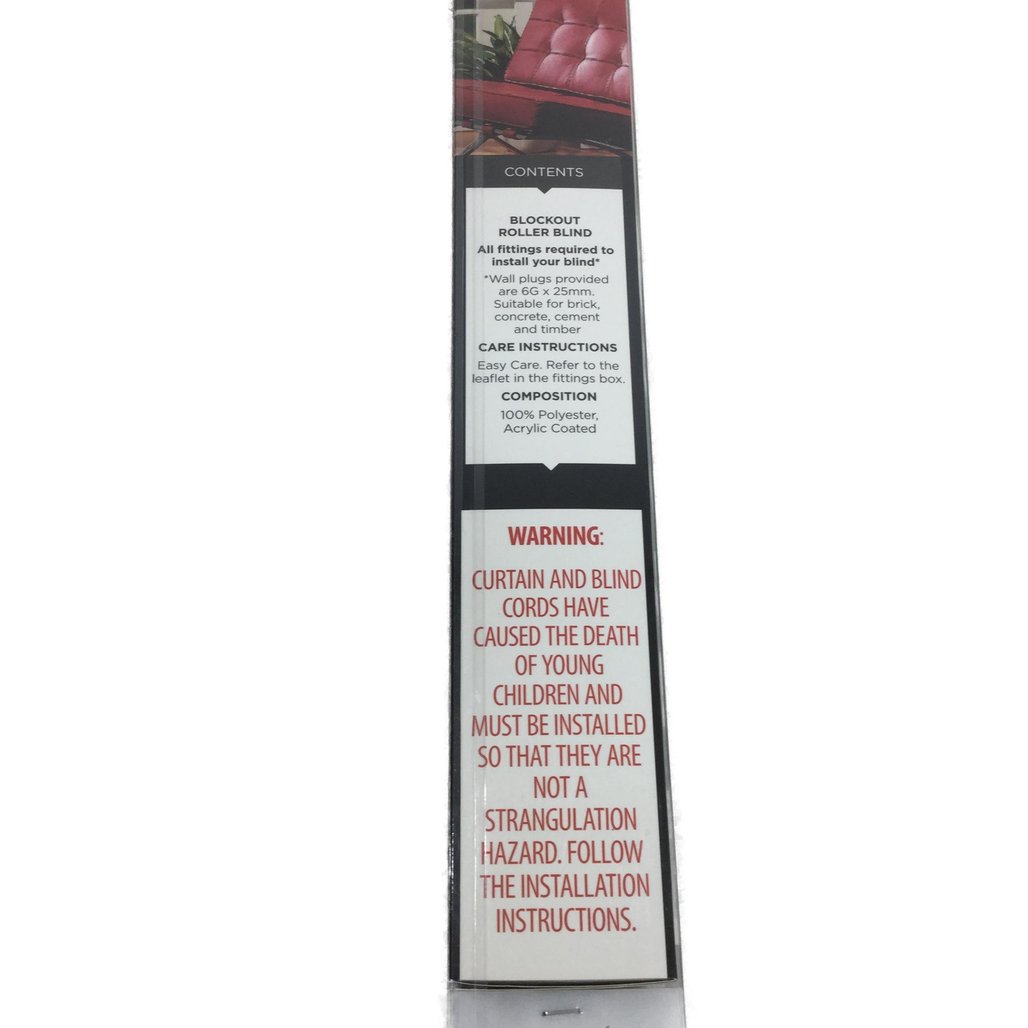 CONTENTS
BLOCKOUT
ROLLER BLIND
All fittings required to
install your blind*
*Wall plugs provided
are 6G x 25mm.
Suitable for brick,
concrete, cement
and timber
CARE INSTRUCTIONS
Easy Care. Refer to the
leaflet in the fittings box.
COMPOSITION
100% Polyester,
Acrylic Coated
WARNING:
CURTAIN AND BLIND
CORDS HAVE
CAUSED THE DEATH
OF YOUNG
CHILDREN AND
MUST BE INSTALLED
SO THAT THEY ARE
NOT A
STRANGULATION
HAZARD. FOLLOW
THE INSTALLATION
INSTRUCTIONS.